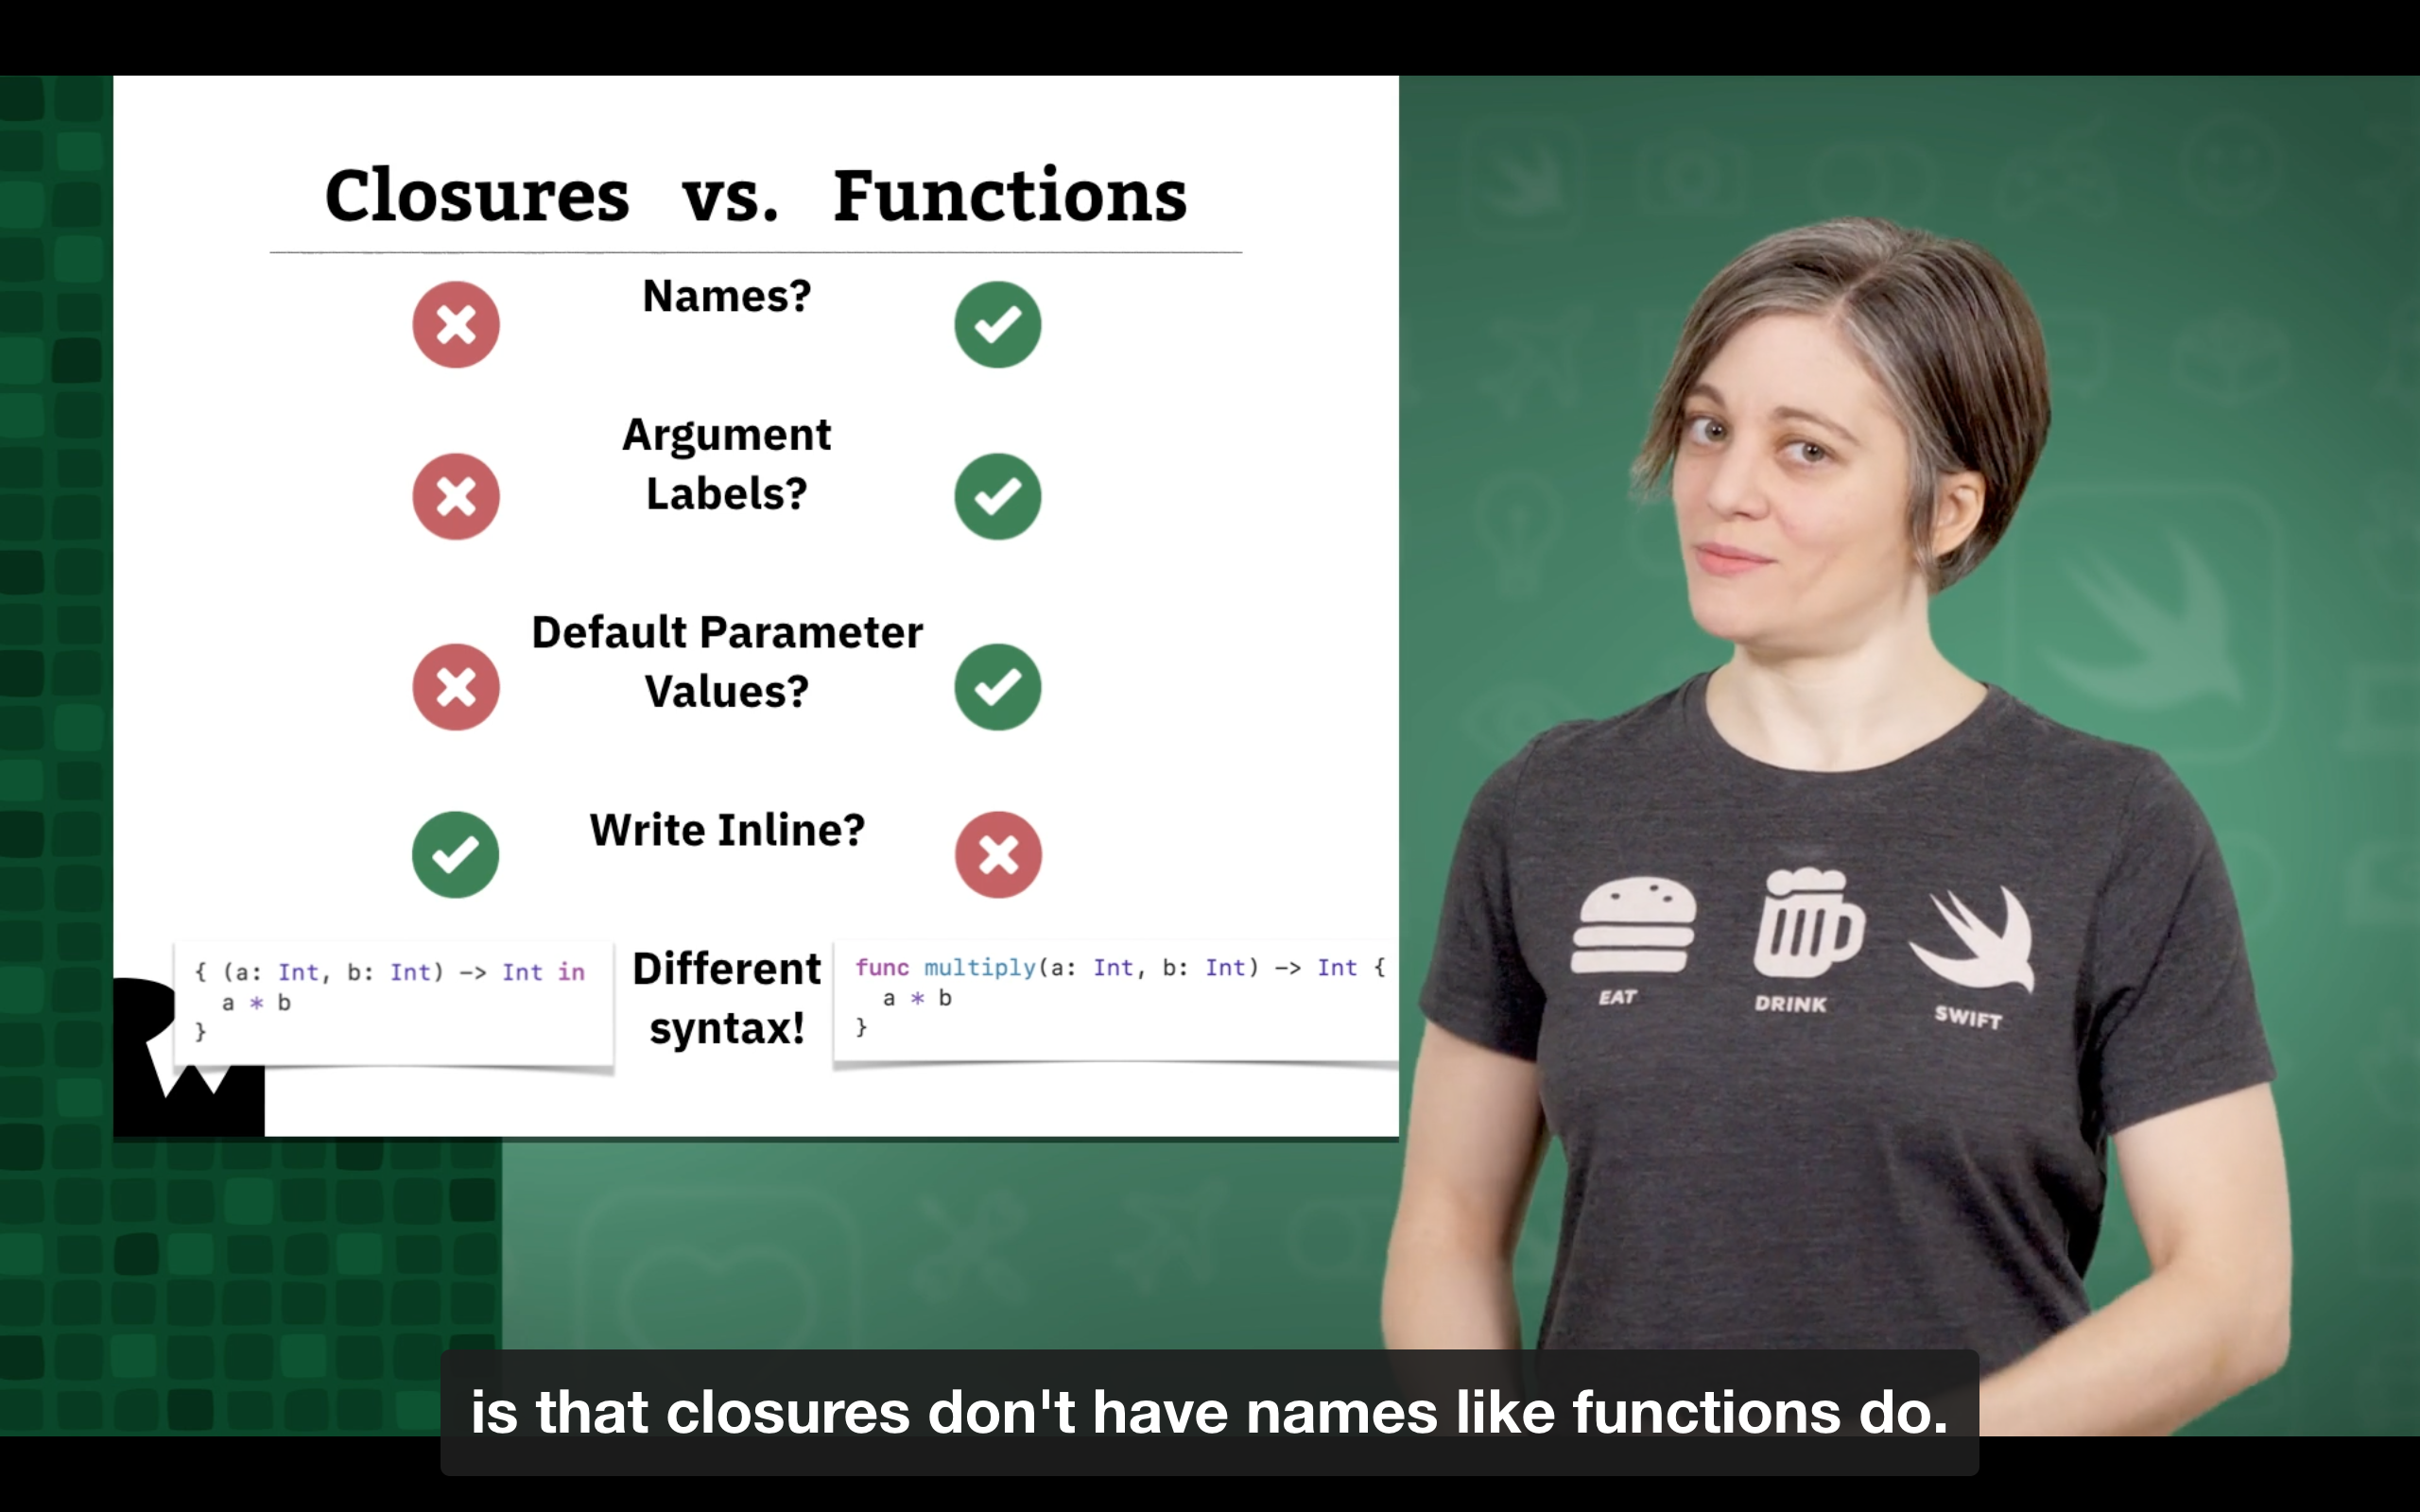 Closures vs. Functions
Names?
Argument
Labels?
Default Parameter
Values?
Write Inline?
Different
syntax!
{ (a: Int, b: Int) -> Int in
a * b
}
func multiply(a: Int, b: Int) -> Int {
a * b
}
EAT
DRINK
SWIFT
is that closures don't have names like functions do.